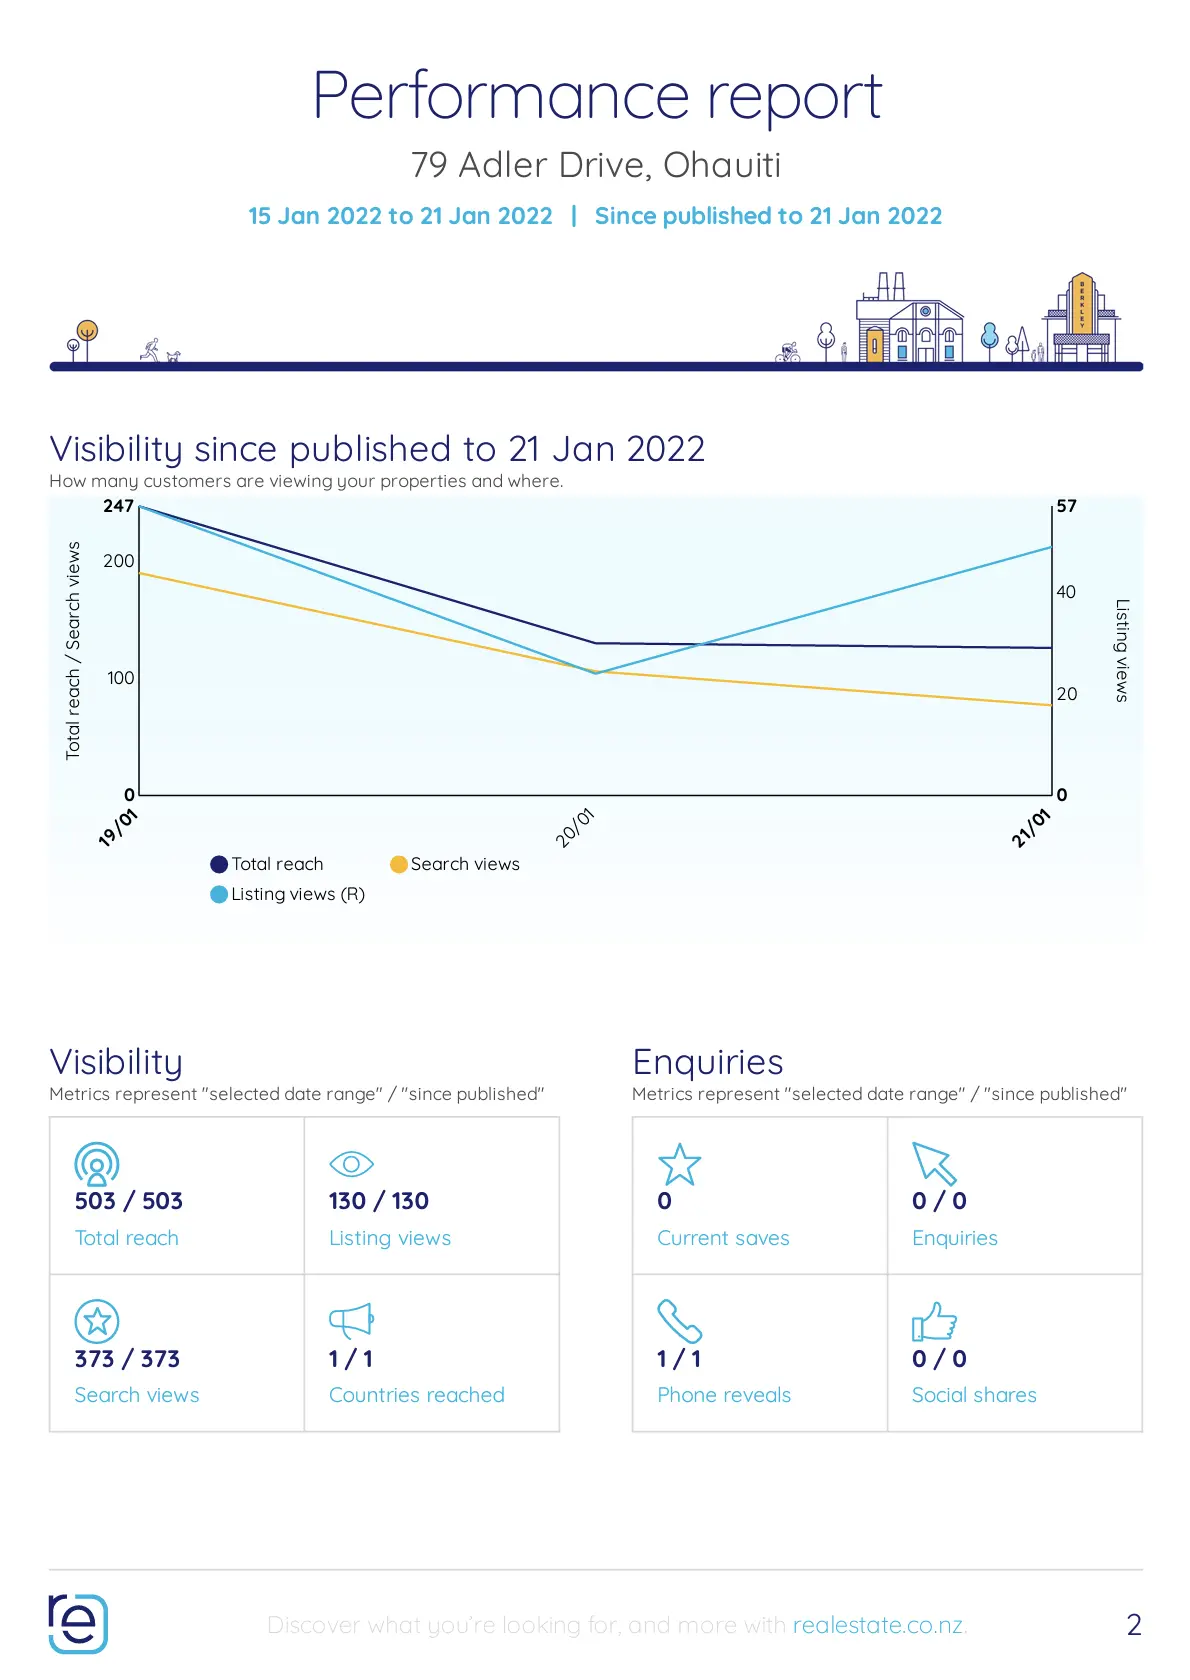 Performance report
79 Adler Drive, Ohauiti
15 Jan 2022 to 21 Jan 2022 | Since published to 21 Jan 2022
BERKLEY
Visibility since published to 21 Jan 2022
How many customers are viewing your properties and where.
247
200
100
0
Total reach / Search views
57
40
20
0
Listing views
19/01
20/01
21/01
Total reach
Search views
Listing views (R)
Visibility
Metrics represent "selected date range" / "since published"
503 / 503
Total reach
130 / 130
Listing views
373 / 373
Search views
1 / 1
Countries reached
Enquiries
Metrics represent "selected date range" / "since published"
0
Current saves
0 / 0
Enquiries
1 / 1
Phone reveals
0 / 0
Social shares
re
Discover what you're looking for, and more with realestate.co.nz.
2